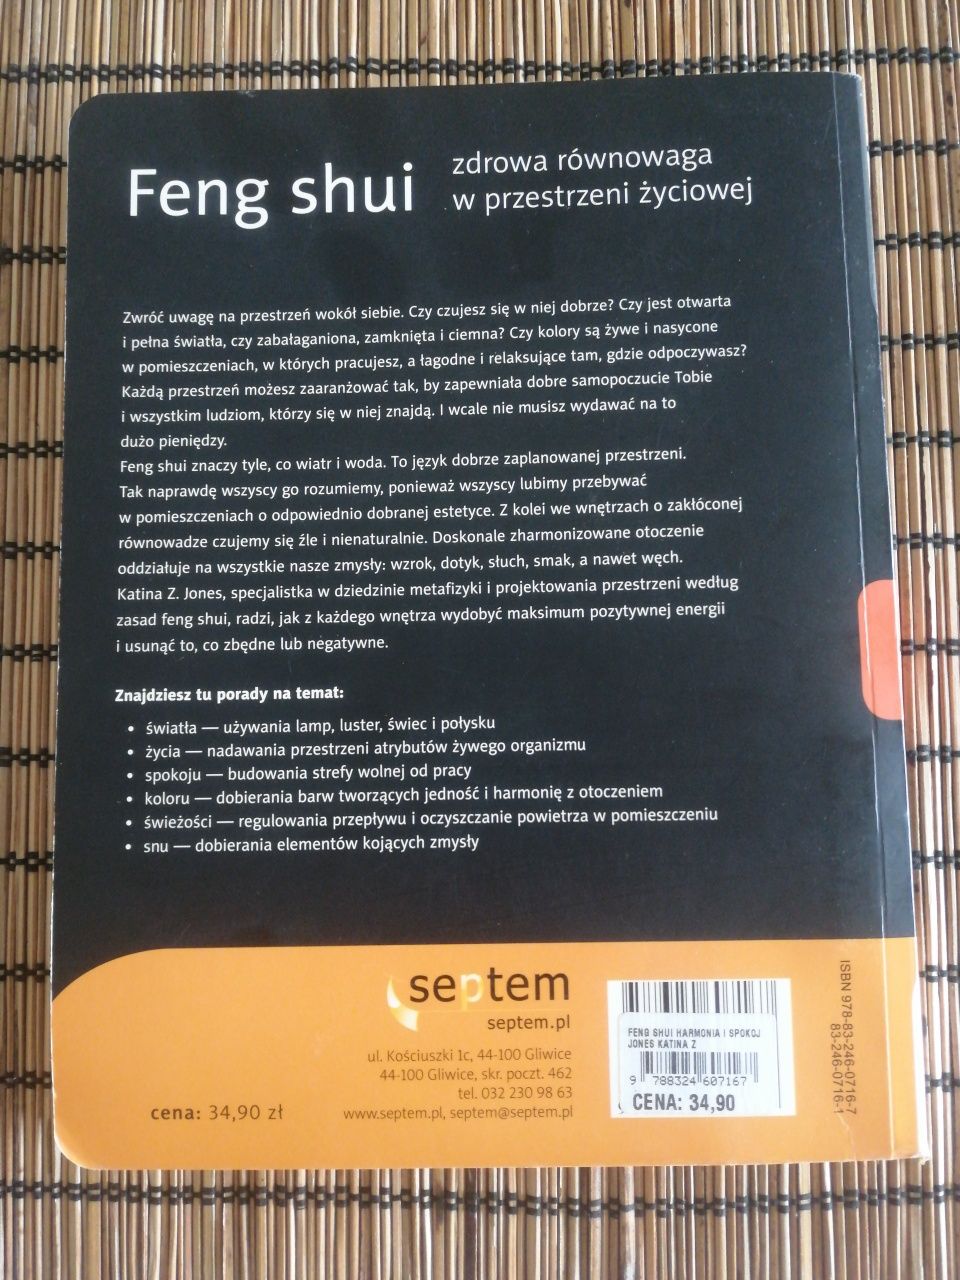 Feng shui
zdrowa równowaga
w przestrzeni życiowej
Zwróć uwagę na przestrzeń wokół siebie. Czy czujesz się w niej dobrze? Czy jest otwarta
i pełna światła, czy zabałaganiona, zamknięta i ciemna? Czy kolory są żywe i nasycone
w pomieszczeniach, w których pracujesz, a łagodne i relaksujące tam, gdzie odpoczywasz?
Każdą przestrzeń możesz zaaranżować tak, by zapewniała dobre samopoczucie Tobie
i wszystkim ludziom, którzy się w niej znajdą. I wcale nie musisz wydawać na to
dużo pieniędzy.
Feng shui znaczy tyle, co wiatr i woda. To język dobrze zaplanowanej przestrzeni.
Tak naprawdę wszyscy go rozumiemy, ponieważ wszyscy lubimy przebywać
w pomieszczeniach o odpowiednio dobranej estetyce. Z kolei we wnętrzach o zakłóconej
równowadze czujemy się źle i nienaturalnie. Doskonale zharmonizowane otoczenie
oddziałuje na wszystkie nasze zmysły: wzrok, dotyk, słuch, smak, a nawet węch.
Katina Z. Jones, specjalistka w dziedzinie metafizyki i projektowania przestrzeni według
zasad feng shui, radzi, jak z każdego wnętrza wydobyć maksimum pozytywnej energii
i usunąć to, co zbędne lub negatywne.
Znajdziesz tu porady na temat:
• światła — używania lamp, luster, świec i połysku
• życia — nadawania przestrzeni atrybutów żywego organizmu
• spokoju — budowania strefy wolnej od pracy
• koloru — dobierania barw tworzących jedność i harmonię z otoczeniem
• świeżości — regulowania przepływu i oczyszczanie powietrza w pomieszczeniu
• snu — dobierania elementów kojących zmysły
septem
septem.pl
ul. Kościuszki 1c, 44-100 Gliwice
44-100 Gliwice, skr. poczt. 462
tel. 032 230 98 63
www.septem.pl, septem@septem.pl
cena: 34,90 zł
FENG SHUI HARMONIA I SPOKOJ
JONES KATINA Z
9 788324 607167
CENA: 34,90
ISBN 978-83-246-0716-7
83-246-0716-1